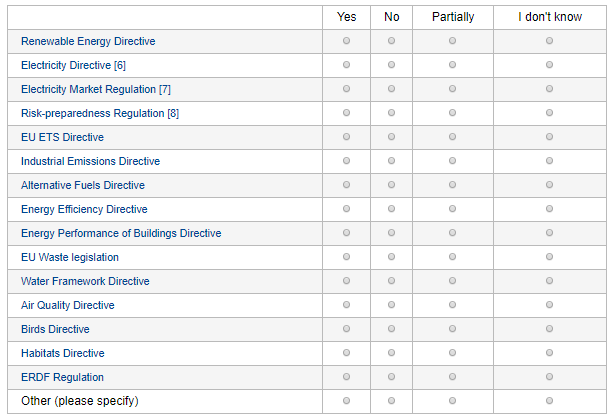 Yes No Partially I don't know
Renewable Energy Directive
Electricity Directive [6]
Electricity Market Regulation [7]
Risk-preparedness Regulation [8]
EU ETS Directive
Industrial Emissions Directive
Alternative Fuels Directive
Energy Efficiency Directive
Energy Performance of Buildings Directive
EU Waste legislation
Water Framework Directive
Air Quality Directive
Birds Directive
Habitats Directive
ERDF Regulation
Other (please specify)